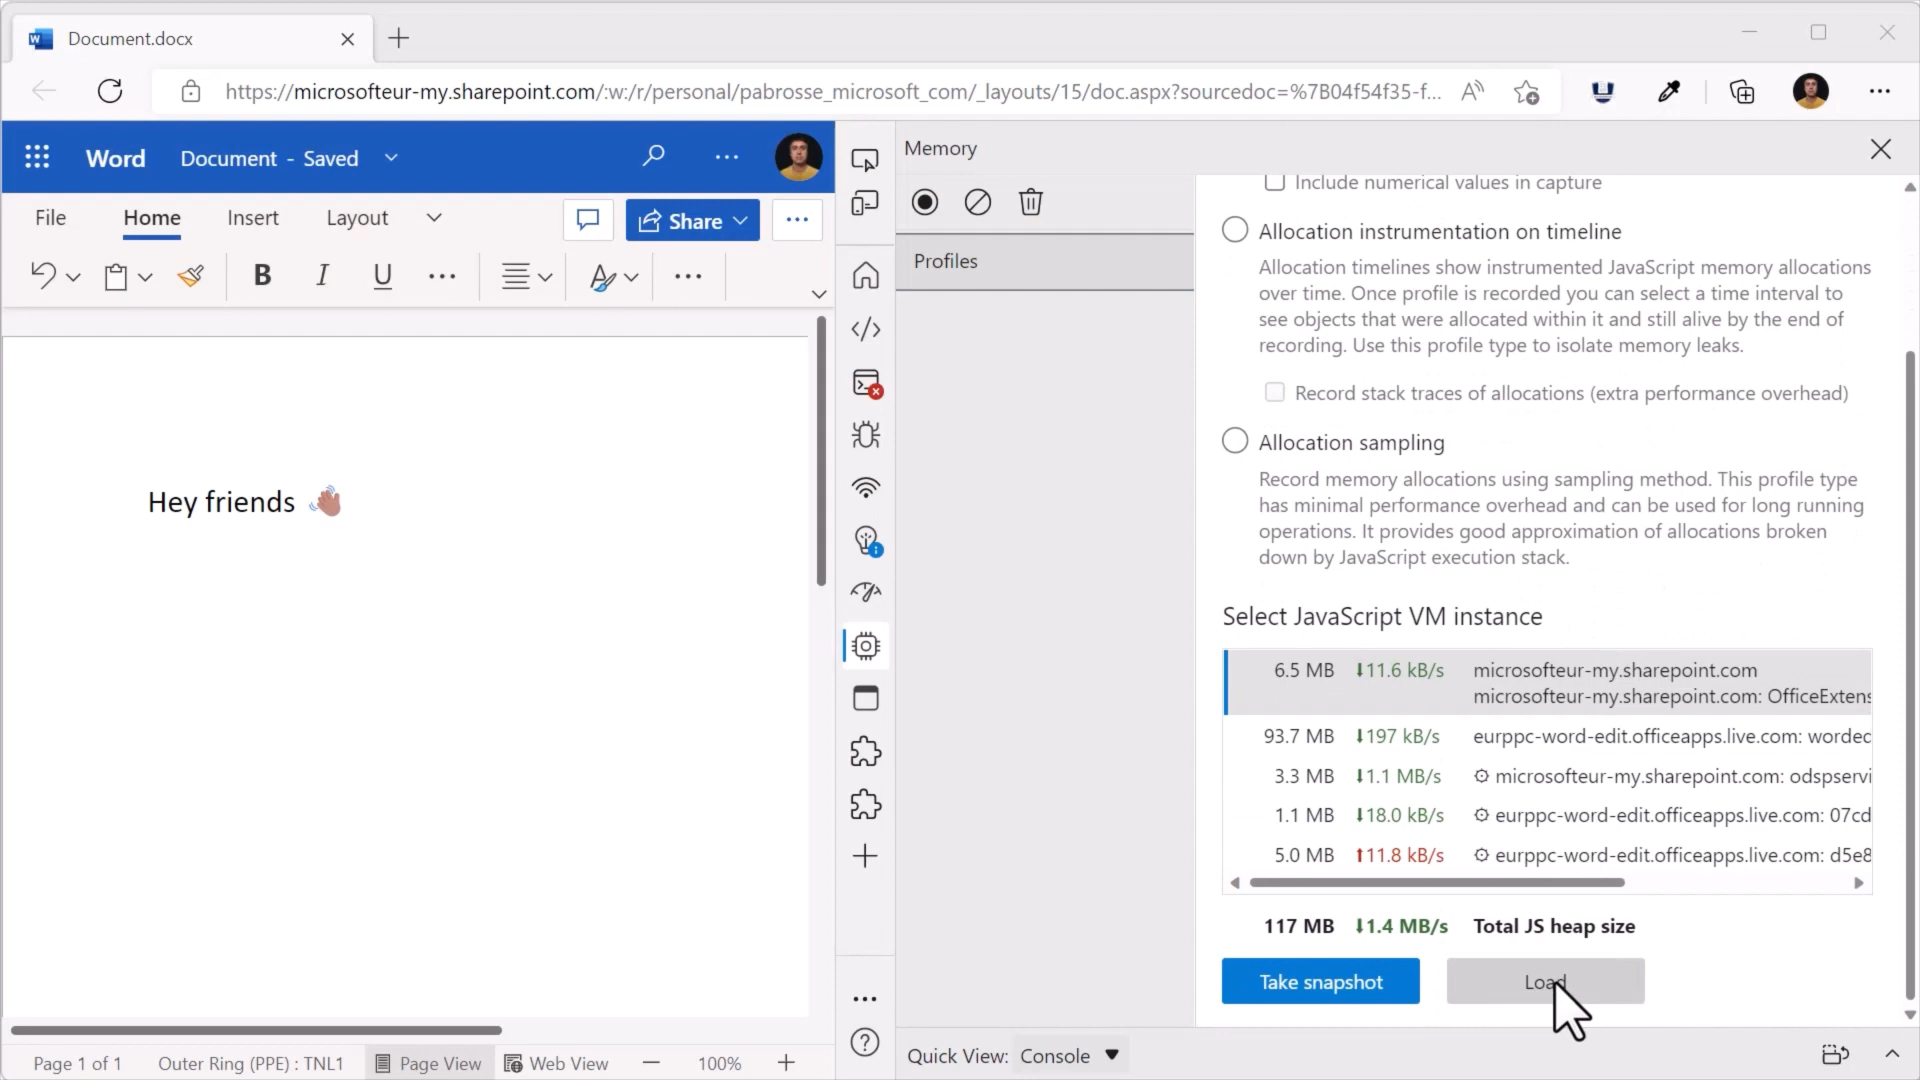 Document.docx
https://microsofteur-my.sharepoint.com/:w:/r/personal/pabrosse_microsoft_com/_layouts/15/doc.aspx?sourcedoc=%7B04f54f35-f...
Word Document - Saved
File Home Insert Layout Share
B I U
Hey friends 👋🏽
Page 1 of 1 Outer Ring (PPE) : TNL1 Page View Web View 100%
Memory
Profiles
Include numerical values in capture
Allocation instrumentation on timeline
Allocation timelines show instrumented JavaScript memory allocations
over time. Once profile is recorded you can select a time interval to
see objects that were allocated within it and still alive by the end of
recording. Use this profile type to isolate memory leaks.
Record stack traces of allocations (extra performance overhead)
Allocation sampling
Record memory allocations using sampling method. This profile type
has minimal performance overhead and can be used for long running
operations. It provides good approximation of allocations broken
down by JavaScript execution stack.
Select JavaScript VM instance
6.5 MB ⬇11.6 kB/s microsofteur-my.sharepoint.com
microsofteur-my.sharepoint.com: OfficeExtens
93.7 MB ⬇197 kB/s eurppc-word-edit.officeapps.live.com: worded
3.3 MB ⬇1.1 MB/s microsofteur-my.sharepoint.com: odspservi
1.1 MB ⬇18.0 kB/s eurppc-word-edit.officeapps.live.com: 07cd
5.0 MB ⬆11.8 kB/s eurppc-word-edit.officeapps.live.com: d5e8
117 MB ⬇1.4 MB/s Total JS heap size
Take snapshot Load
Quick View: Console